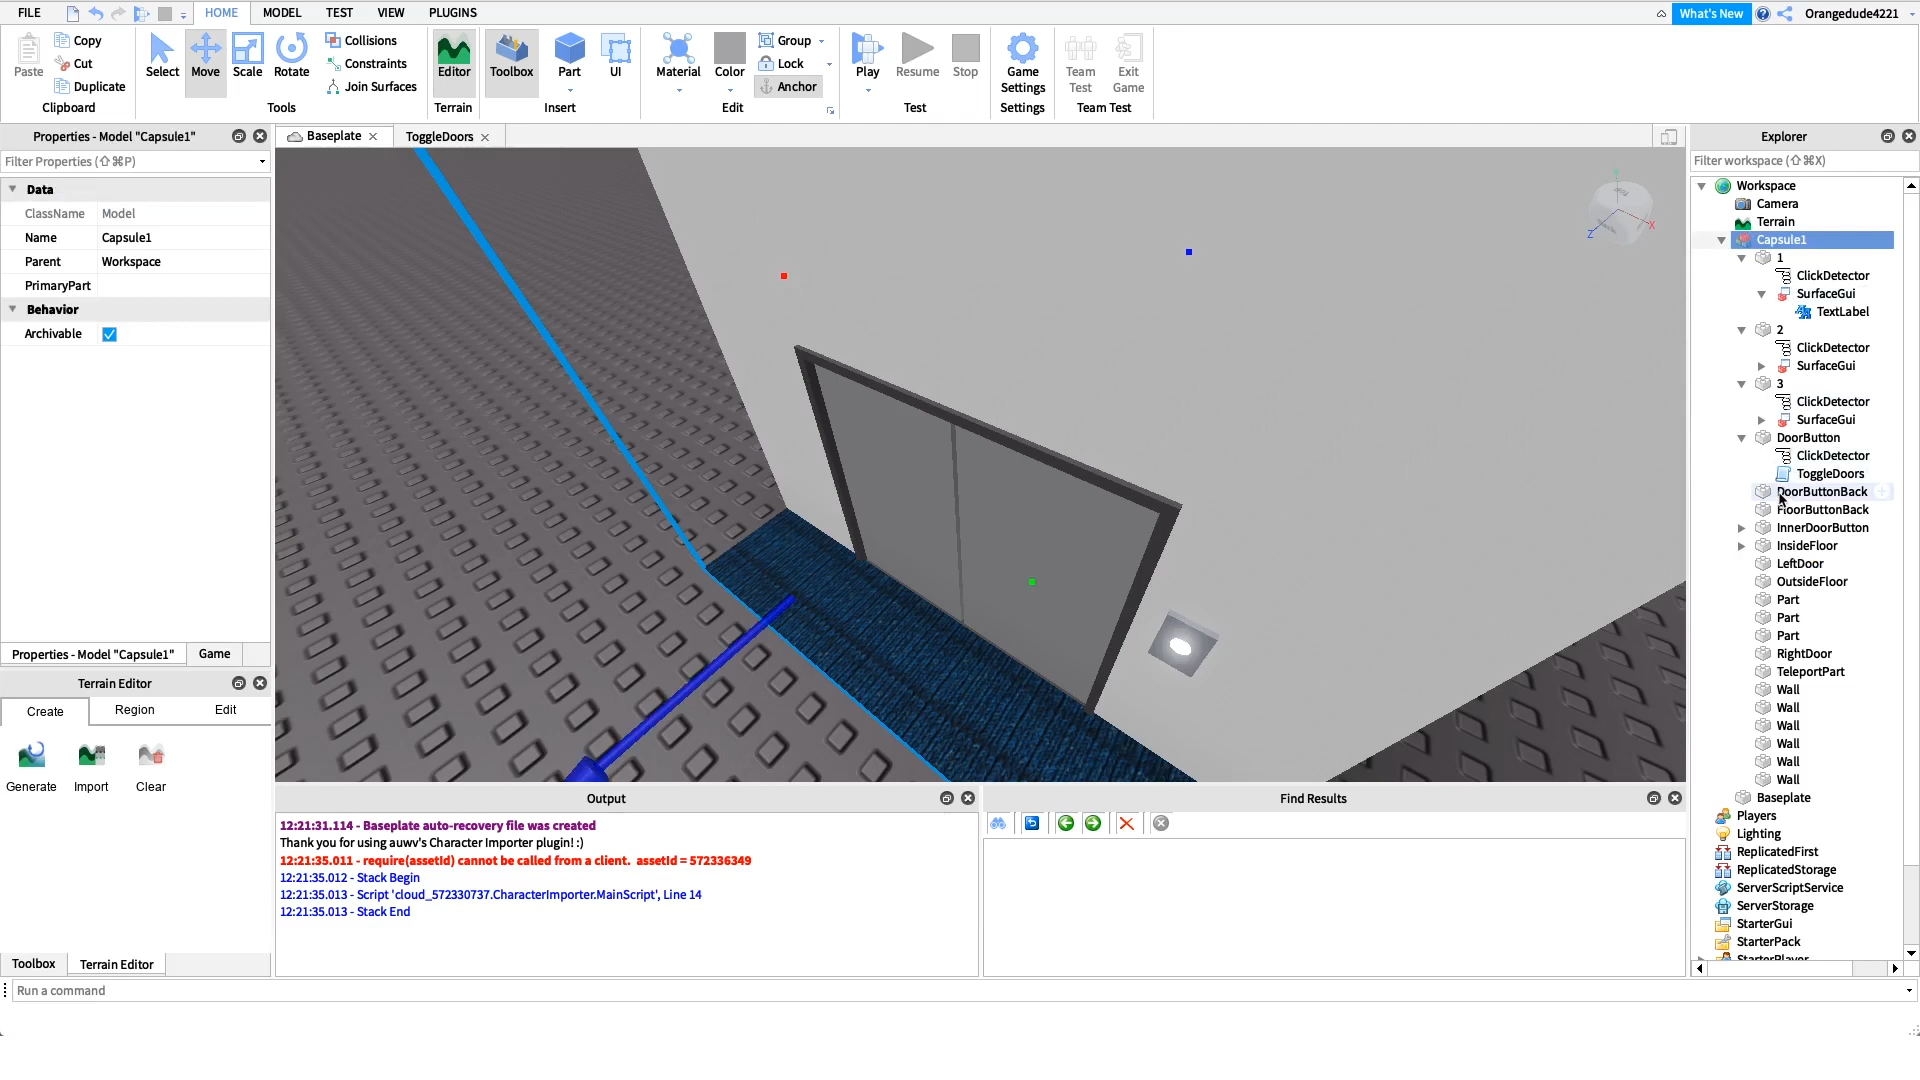 FILE
HOME
MODEL
TEST
VIEW
PLUGINS
What's New
Orangedude4221
Paste
Copy
Cut
Duplicate
Clipboard
Select
Move
Scale
Rotate
Collisions
Constraints
Join Surfaces
Tools
Editor
Terrain
Toolbox
Part
UI
Insert
Material
Color
Group
Lock
Anchor
Edit
Play
Resume
Stop
Test
Game
Settings
Settings
Team
Test
Exit
Game
Team Test
Properties - Model "Capsule1"
Filter Properties (⇧⌘P)
Data
ClassName Model
Name Capsule1
Parent Workspace
PrimaryPart
Behavior
Archivable
Properties - Model "Capsule1"
Game
Terrain Editor
Create
Region
Edit
Generate
Import
Clear
Toolbox
Terrain Editor
Baseplate
ToggleDoors
X
Z
Output
12:21:31.114 - Baseplate auto-recovery file was created
Thank you for using auwv's Character Importer plugin! :)
12:21:35.011 - require(assetId) cannot be called from a client. assetId = 572336349
12:21:35.012 - Stack Begin
12:21:35.013 - Script 'cloud_572330737.CharacterImporter.MainScript', Line 14
12:21:35.013 - Stack End
Find Results
Explorer
Filter workspace (⇧⌘X)
Workspace
Camera
Terrain
Capsule1
1
ClickDetector
SurfaceGui
TextLabel
2
ClickDetector
SurfaceGui
3
ClickDetector
SurfaceGui
DoorButton
ClickDetector
ToggleDoors
DoorButtonBack
FloorButtonBack
InnerDoorButton
InsideFloor
LeftDoor
OutsideFloor
Part
Part
Part
RightDoor
TeleportPart
Wall
Wall
Wall
Wall
Wall
Wall
Baseplate
Players
Lighting
ReplicatedFirst
ReplicatedStorage
ServerScriptService
ServerStorage
StarterGui
StarterPack
StarterPlayer
Run a command